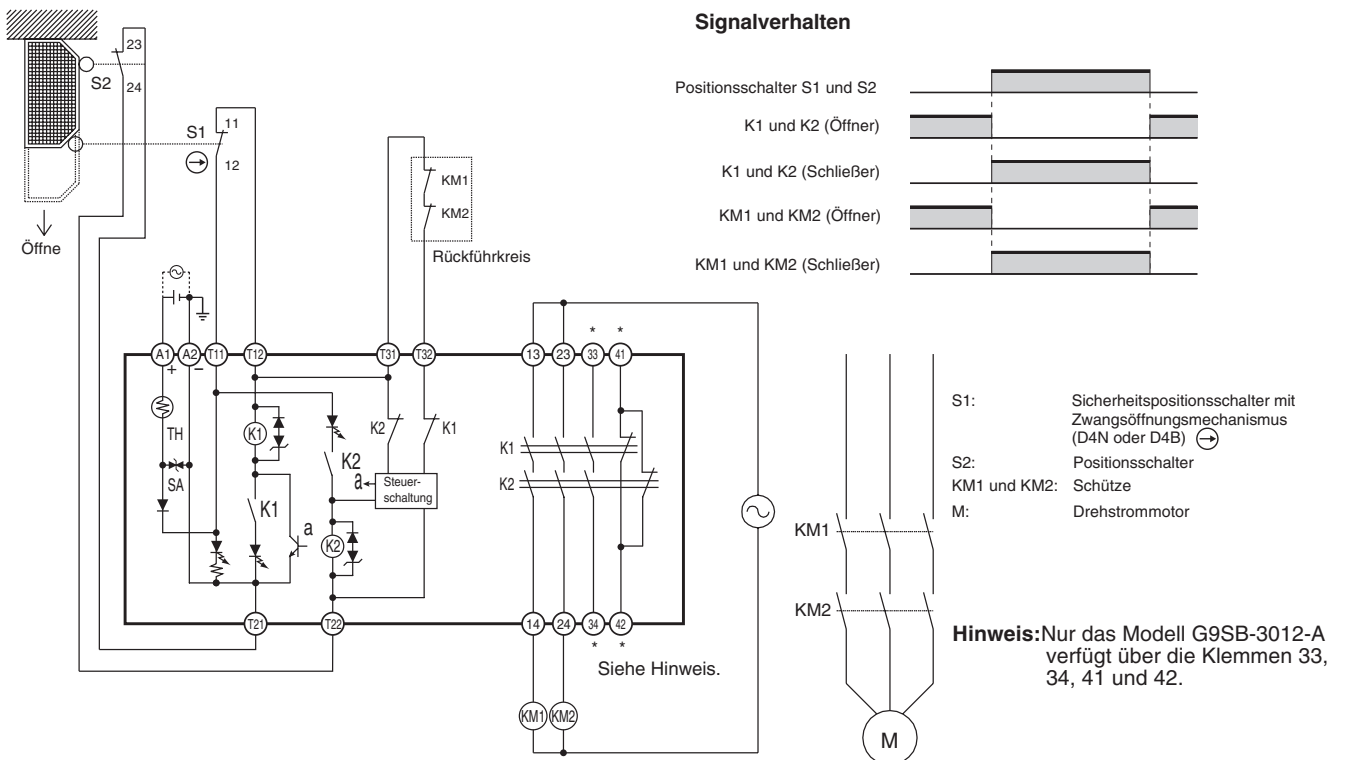 Signalverhalten
Positionsschalter S1 und S2
K1 und K2 (Öffner)
K1 und K2 (Schließer)
KM1 und KM2 (Öffner)
KM1 und KM2 (Schließer)
23
S2
24
S1
11
12
Öffne
KM1
KM2
Rückführkreis
* *
A1 A2 T11 T12 T31 T32 13 23 33 41
+ −
TH
SA
K1
K1
K2
a
K2
K2
K1
a
Steuer-
schaltung
K1
K2
T21 T22 14 24 34 42
* *
Siehe Hinweis.
KM1 KM2
KM1
KM2
M
S1: Sicherheitspositionsschalter mit
Zwangsöffnungsmechanismus
(D4N oder D4B)
S2: Positionsschalter
KM1 und KM2: Schütze
M: Drehstrommotor
Hinweis:Nur das Modell G9SB-3012-A
verfügt über die Klemmen 33,
34, 41 und 42.